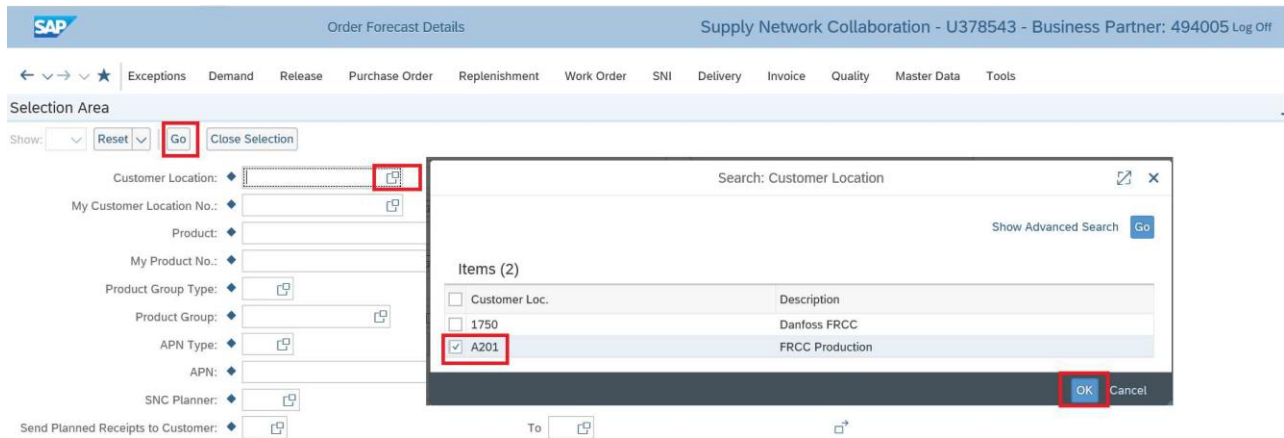 SAP Order Forecast Details Supply Network Collaboration - U378543 - Business Partner: 494005 Log Off
Exceptions Demand Release Purchase Order Replenishment Work Order SNI Delivery Invoice Quality Master Data Tools
Selection Area
Show: Reset Go Close Selection
Customer Location:
My Customer Location No.:
Product:
My Product No.:
Product Group Type:
Product Group:
APN Type:
APN:
SNC Planner:
Send Planned Receipts to Customer: To
Search: Customer Location
Show Advanced Search Go
Items (2)
Customer Loc. Description
1750 Danfoss FRCC
A201 FRCC Production
OK Cancel